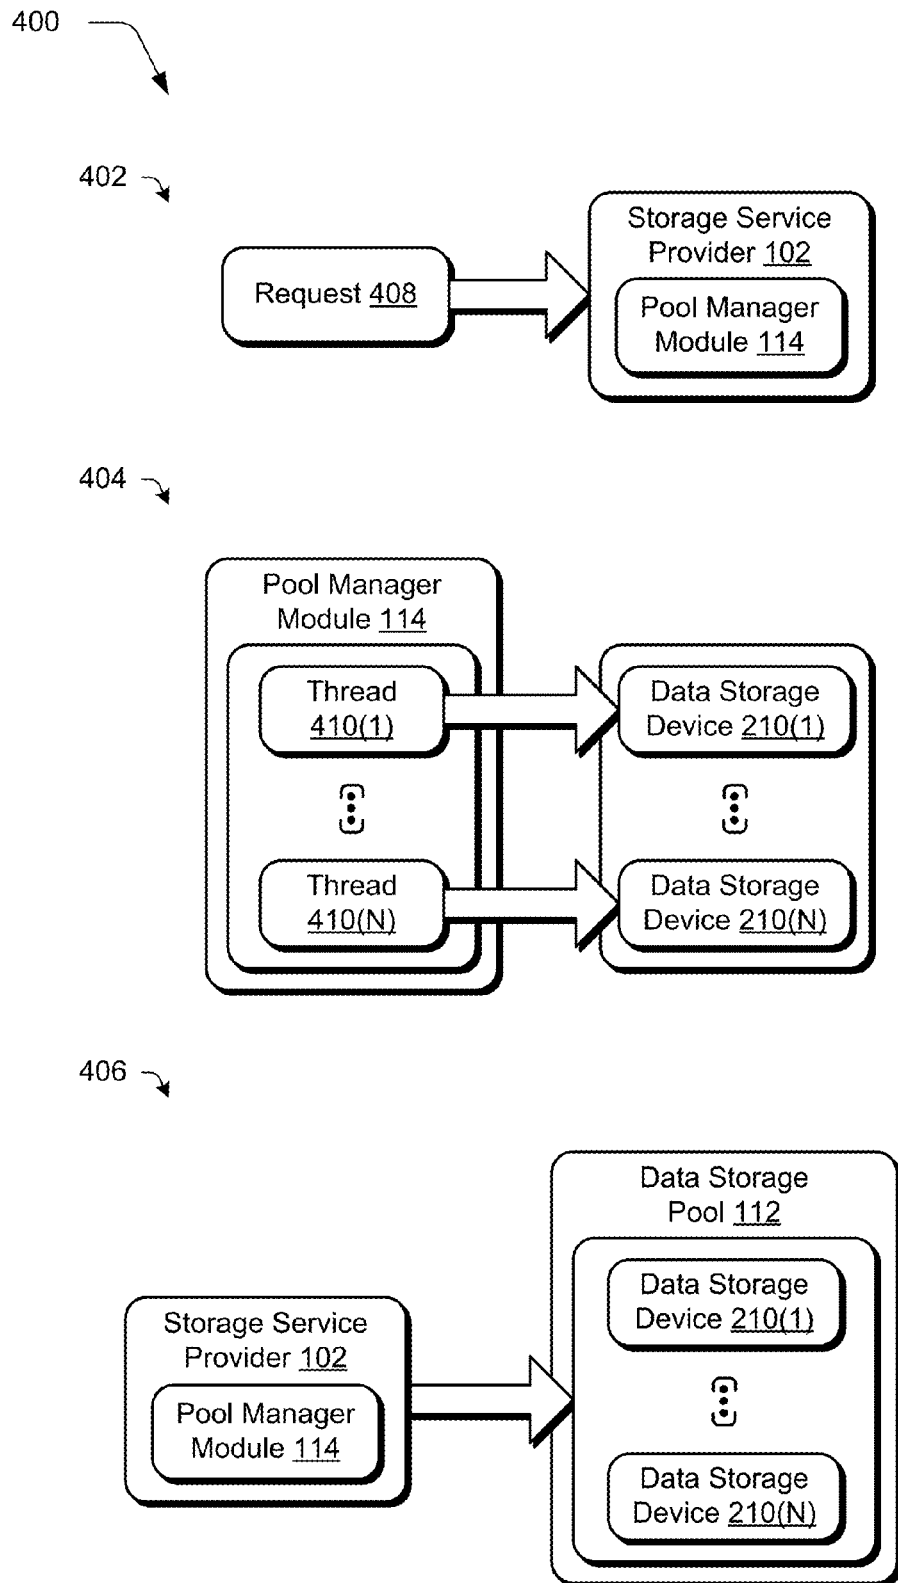 400
402
Storage Service
Provider 102
Request 408
Pool Manager
Module 114
404
Pool Manager
Module 114
Thread
410(1)
Data Storage
Device 210(1)
Thread
410(N)
Data Storage
Device 210(N)
406
Data Storage
Pool 112
Data Storage
Device 210(1)
Storage Service
Provider 102
Pool Manager
Module 114
Data Storage
Device 210(N)